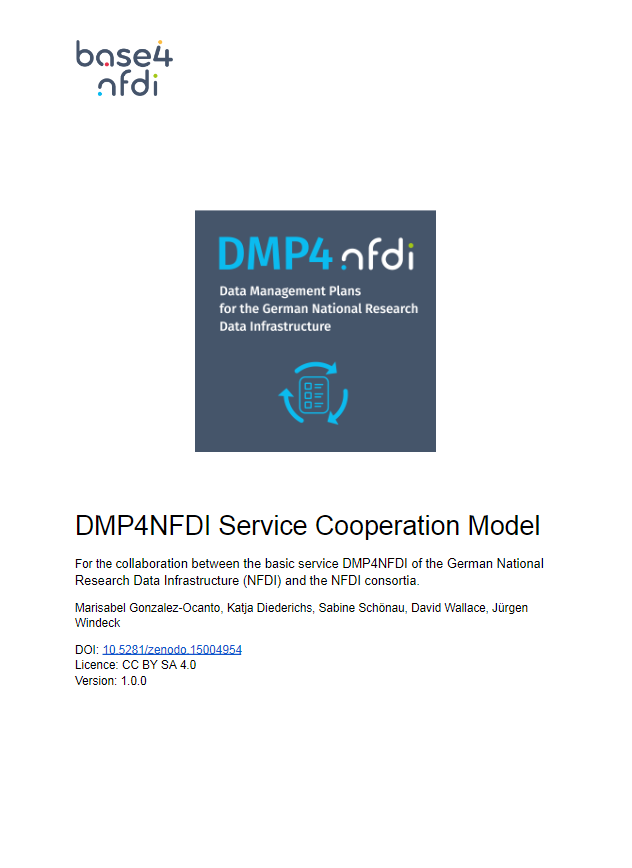 base4
nfdi
DMP4 nfdi
Data Management Plans
for the German National Research
Data Infrastructure
DMP4NFDI Service Cooperation Model
For the collaboration between the basic service DMP4NFDI of the German National
Research Data Infrastructure (NFDI) and the NFDI consortia.
Marisabel Gonzalez-Ocanto, Katja Diederichs, Sabine Schönau, David Wallace, Jürgen
Windeck
DOI: 10.5281/zenodo.15004954
Licence: CC BY SA 4.0
Version: 1.0.0